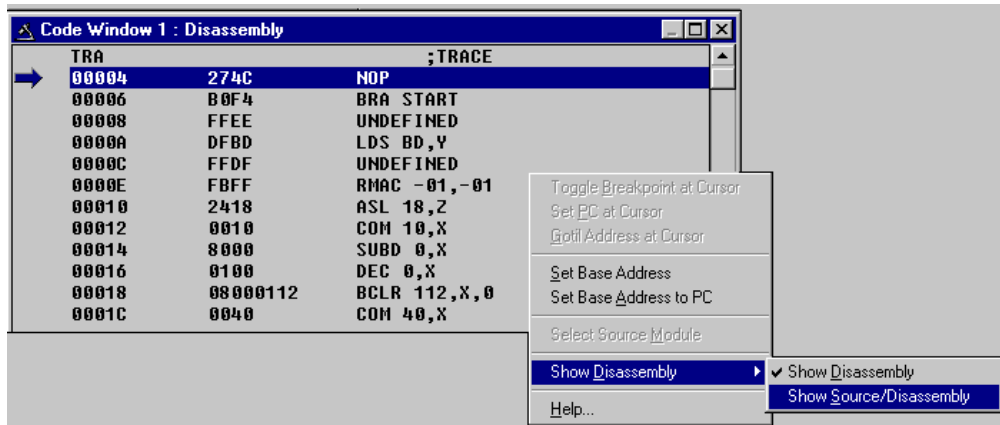 Code Window 1 : Disassembly
TRA ;TRACE
00004 274C NOP
00006 B0F4 BRA START
00008 FFEE UNDEFINED
0000A DFBD LDS BD,Y
0000C FFDF UNDEFINED
0000E FBFF RMAC -01,-01
00010 2418 ASL 18,Z
00012 0010 COM 10,X
00014 8000 SUBD 0,X
00016 0100 DEC 0,X
00018 08000112 BCLR 112,X,0
0001C 0040 COM 40,X
Toggle Breakpoint at Cursor
Set PC at Cursor
Gotil Address at Cursor
Set Base Address
Set Base Address to PC
Select Source Module
Show Disassembly
Help...
Show Disassembly
Show Source/Disassembly